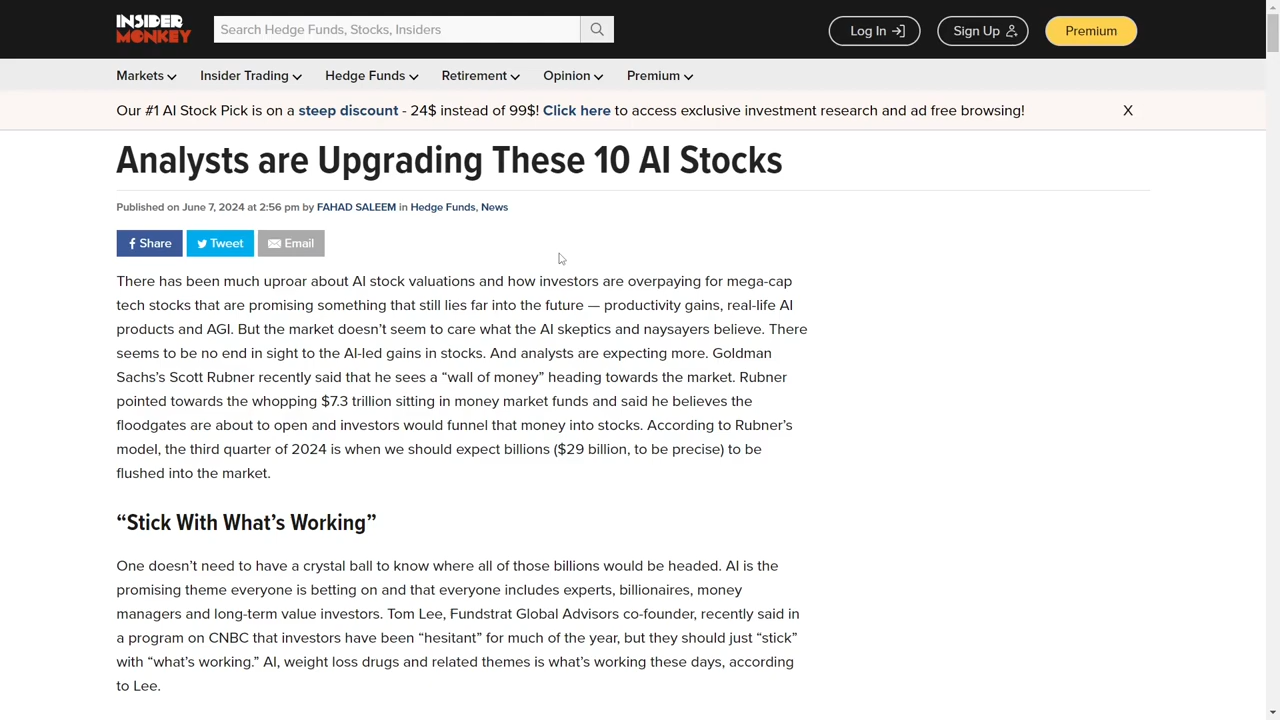 INSIDER
MONKEY
Search Hedge Funds, Stocks, Insiders
Log In
Sign Up
Premium
Markets
Insider Trading
Hedge Funds
Retirement
Opinion
Premium
Our #1 AI Stock Pick is on a steep discount - 24$ instead of 99$! Click here to access exclusive investment research and ad free browsing!
X
Analysts are Upgrading These 10 AI Stocks
Published on June 7, 2024 at 2:56 pm by FAHAD SALEEM in Hedge Funds, News
Share
Tweet
Email
There has been much uproar about AI stock valuations and how investors are overpaying for mega-cap
tech stocks that are promising something that still lies far into the future — productivity gains, real-life AI
products and AGI. But the market doesn’t seem to care what the AI skeptics and naysayers believe. There
seems to be no end in sight to the AI-led gains in stocks. And analysts are expecting more. Goldman
Sachs’s Scott Rubner recently said that he sees a “wall of money” heading towards the market. Rubner
pointed towards the whopping $7.3 trillion sitting in money market funds and said he believes the
floodgates are about to open and investors would funnel that money into stocks. According to Rubner’s
model, the third quarter of 2024 is when we should expect billions ($29 billion, to be precise) to be
flushed into the market.
“Stick With What’s Working”
One doesn’t need to have a crystal ball to know where all of those billions would be headed. AI is the
promising theme everyone is betting on and that everyone includes experts, billionaires, money
managers and long-term value investors. Tom Lee, Fundstrat Global Advisors co-founder, recently said in
a program on CNBC that investors have been “hesitant” for much of the year, but they should just “stick”
with “what’s working.” AI, weight loss drugs and related themes is what’s working these days, according
to Lee.